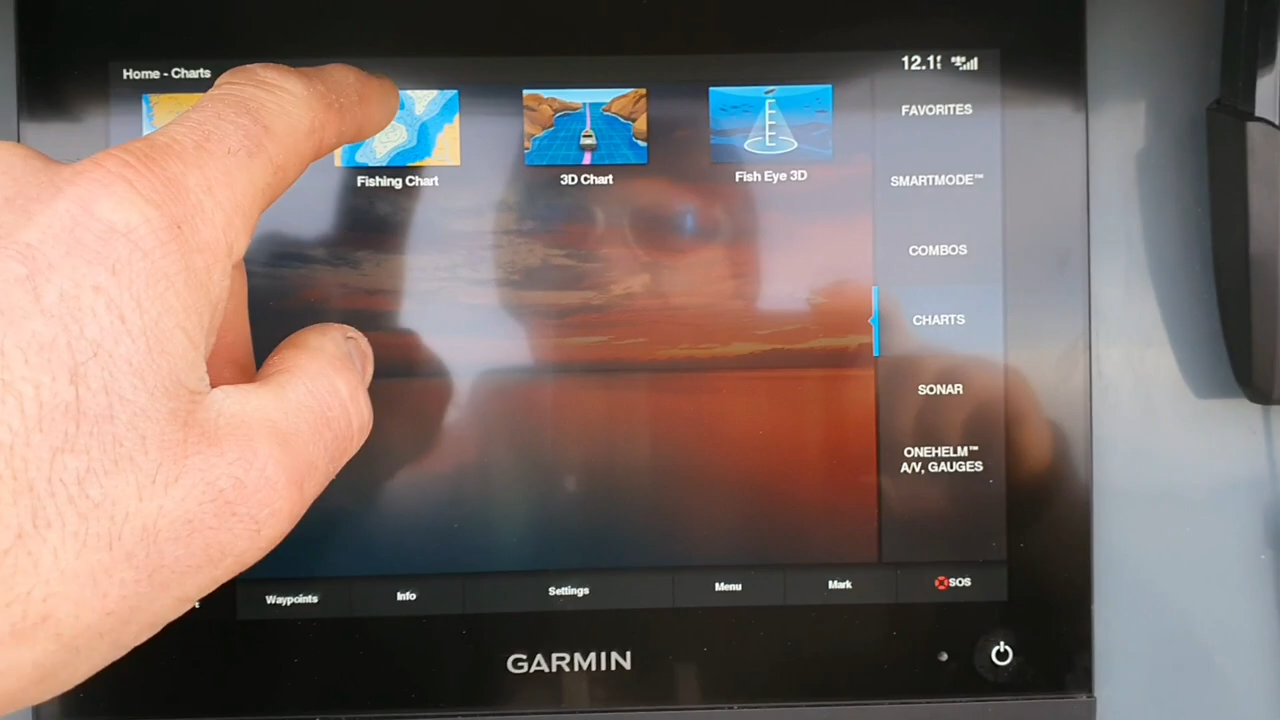 Home - Charts
12.1ft
Fishing Chart
3D Chart
Fish Eye 3D
FAVORITES
SMARTMODE™
COMBOS
CHARTS
SONAR
ONEHELM™
A/V, GAUGES
Waypoints
Info
Settings
Menu
Mark
SOS
GARMIN